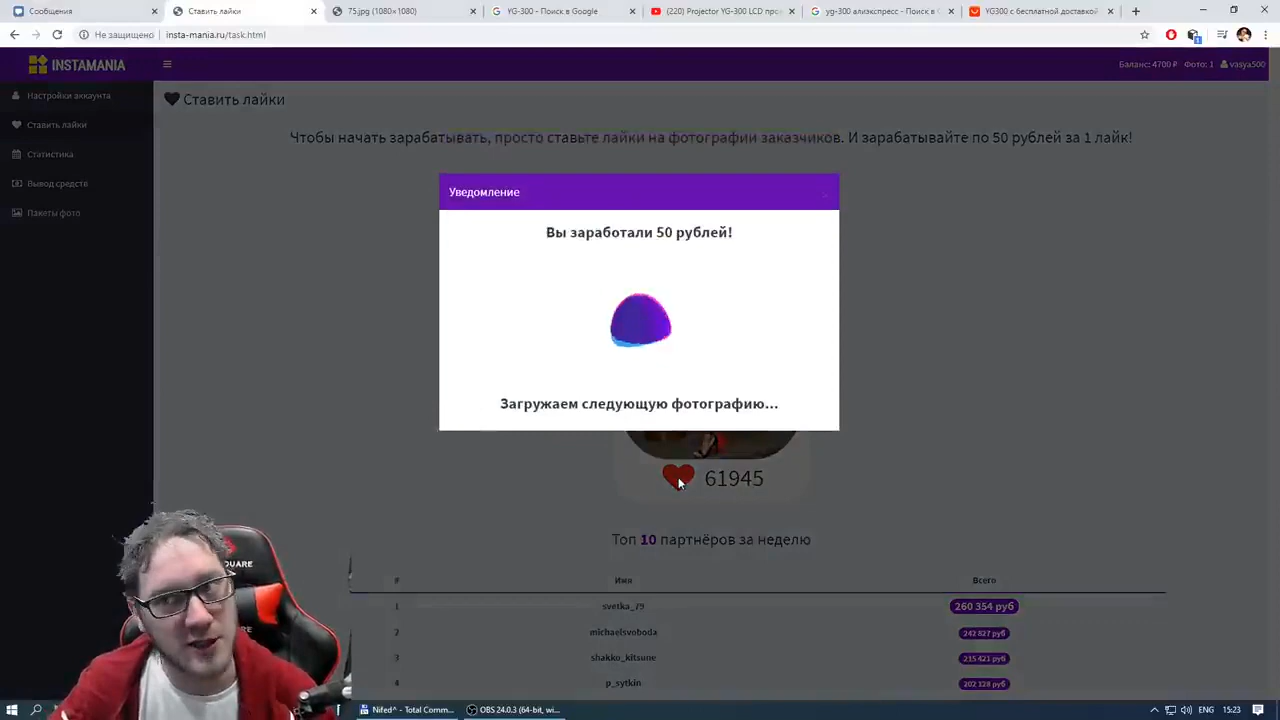 Сообщения
Ставить лайки
75.jpg (1080×1080)
YG-300 - Поиск в Google
(220) Projector YG-300 LCD про
yg-300 алиэкспресс - Поиск в G
YG300 с бесплатной доставкой
Не защищено
insta-mania.ru/task.html
INSTAMANIA
Баланс: 4700 ₽
Фото: 1
vasya500
Настройки аккаунта
Ставить лайки
Статистика
Вывод средств
Пакеты фото
Ставить лайки
Чтобы начать зарабатывать, просто ставьте лайки на фотографии заказчиков. И зарабатывайте по 50 рублей за 1 лайк!
Уведомление
Вы заработали 50 рублей!
Загружаем следующую фотографию...
61945
Топ 10 партнёров за неделю
# Имя Всего
1 svetka_79 260 354 руб
2 michaelsvoboda 242 827 руб
3 shakko_kitsune 215 421 руб
4 p_sytkin 202 128 руб
Nifed^ - Total Comm...
OBS 24.0.3 (64-bit, wi...
ENG
15:23